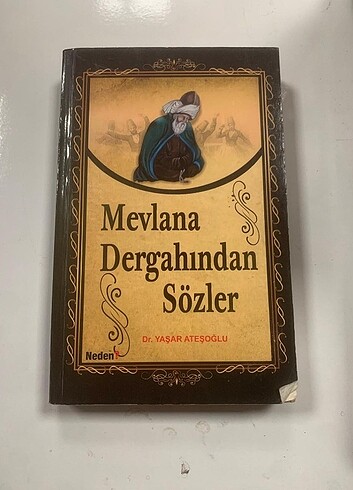 Mevlana
Dergahından
Sözler
Dr. YAŞAR ATEŞOĞLU
Neden